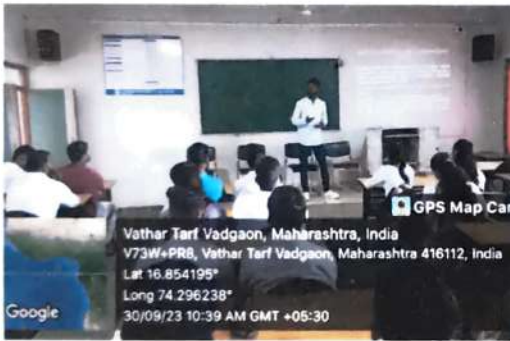 GPS Map Car
Vathar Tarf Vadgaon, Maharashtra, India
V73W+PR8, Vathar Tarf Vadgaon, Maharashtra 416112, India
Lat 16.854195°
Long 74.296238°
30/09/23 10:39 AM GMT +05:30
Google